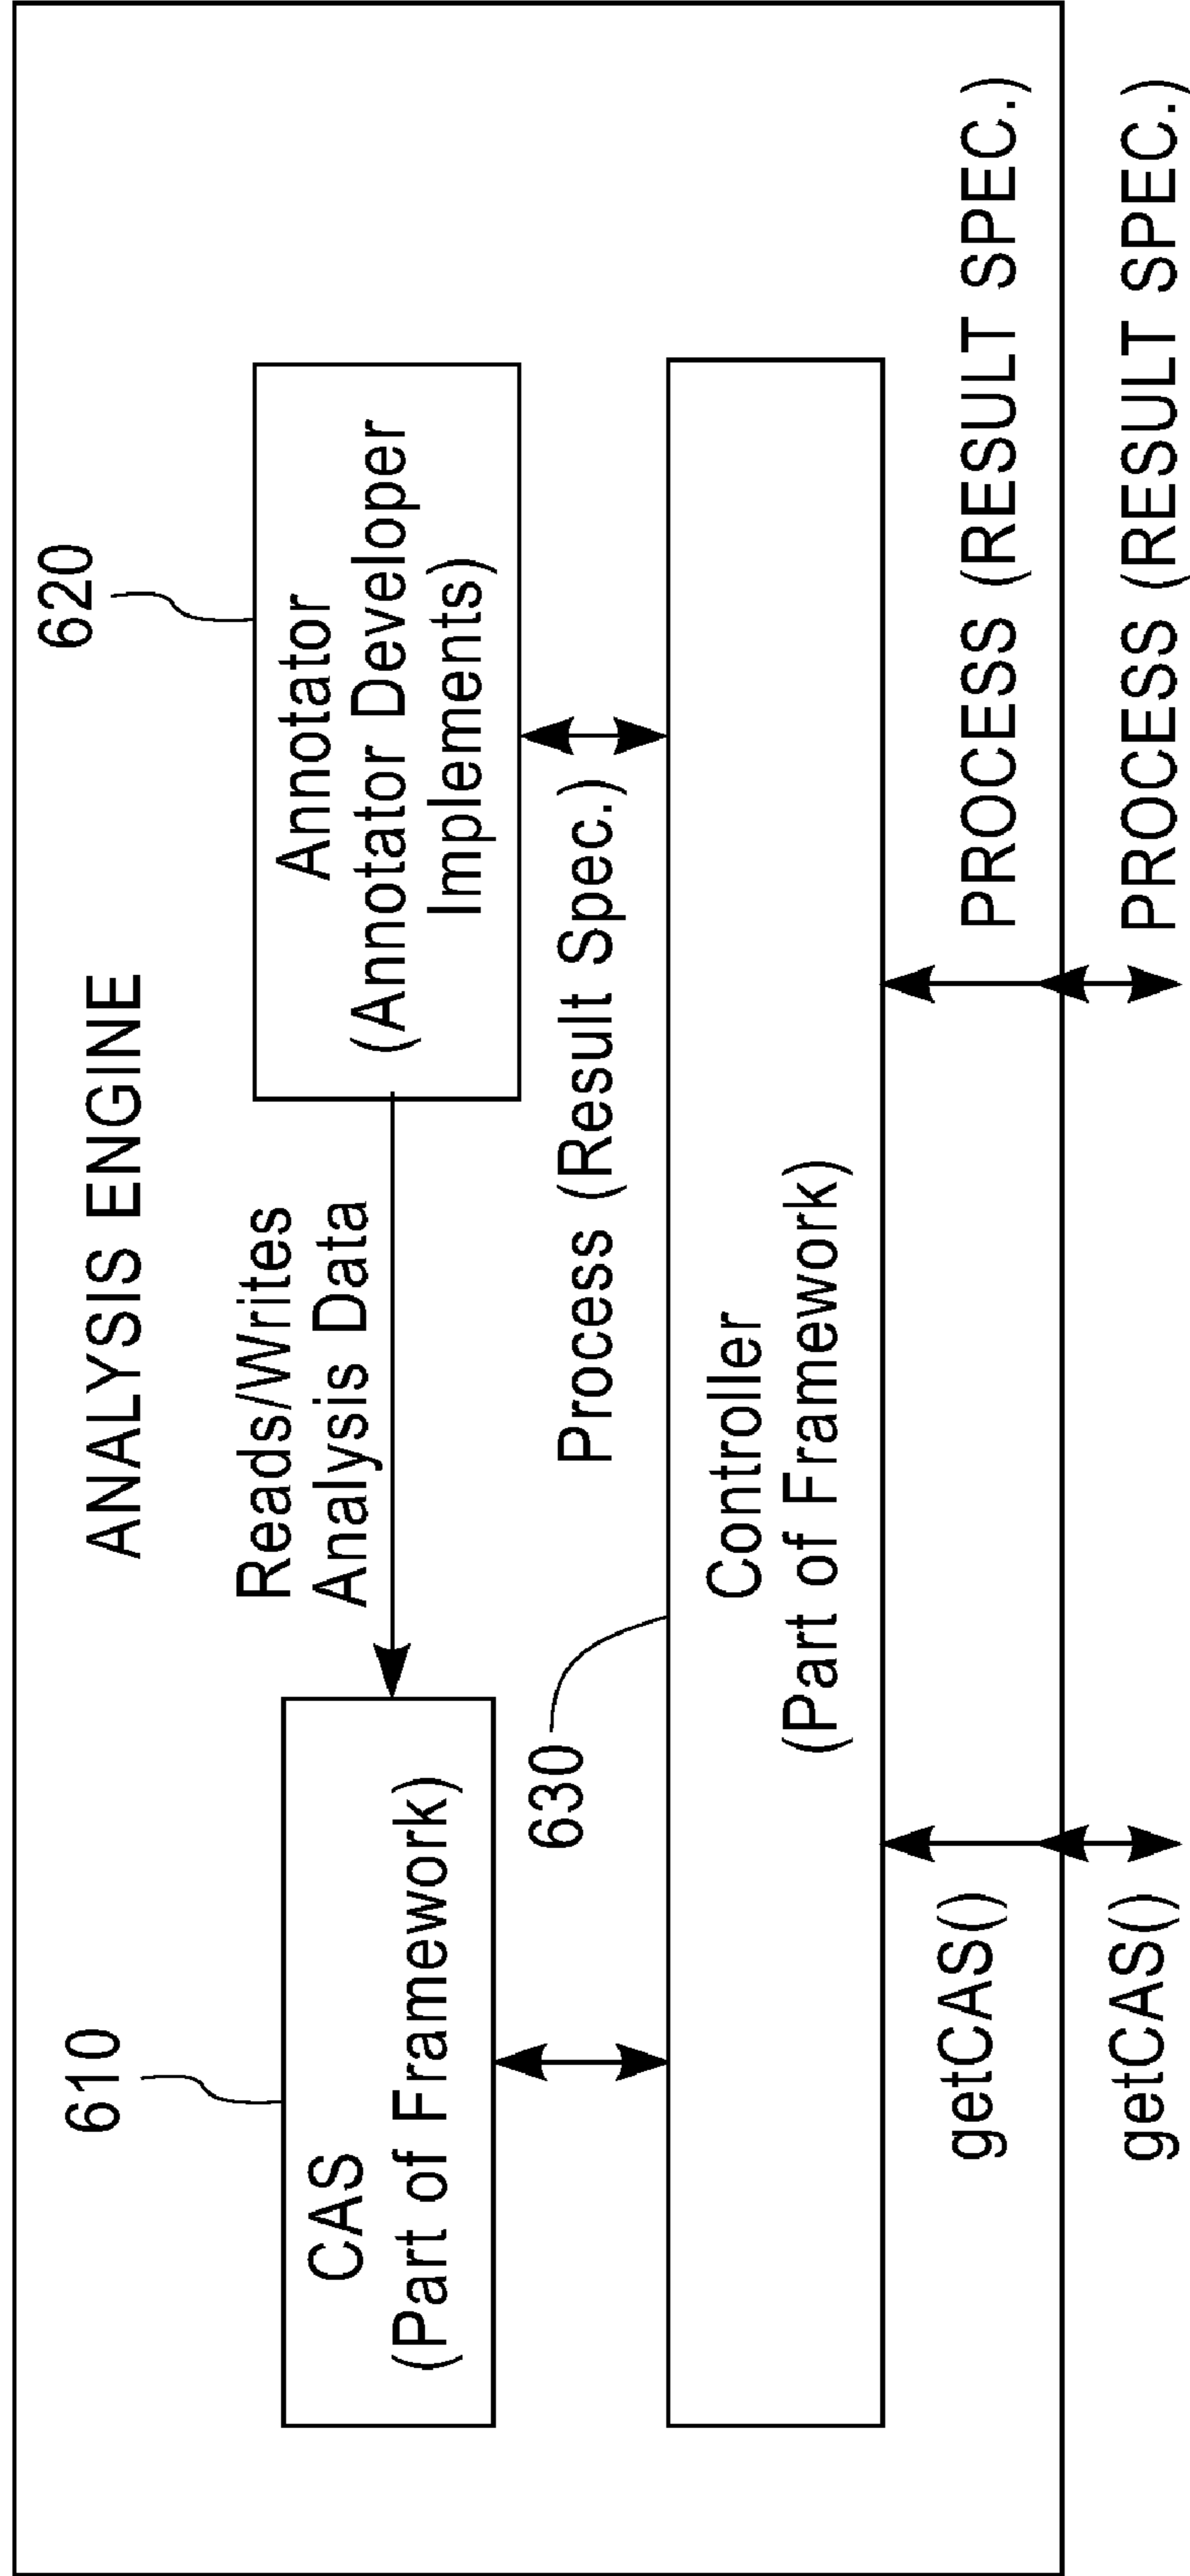 ANALYSIS ENGINE
610
620
CAS
(Part of Framework)
Reads/Writes
Analysis Data
Annotator
(Annotator Developer
Implements)
630
Process (Result Spec.)
Controller
(Part of Framework)
getCAS()
PROCESS (RESULT SPEC.)
getCAS()
PROCESS (RESULT SPEC.)